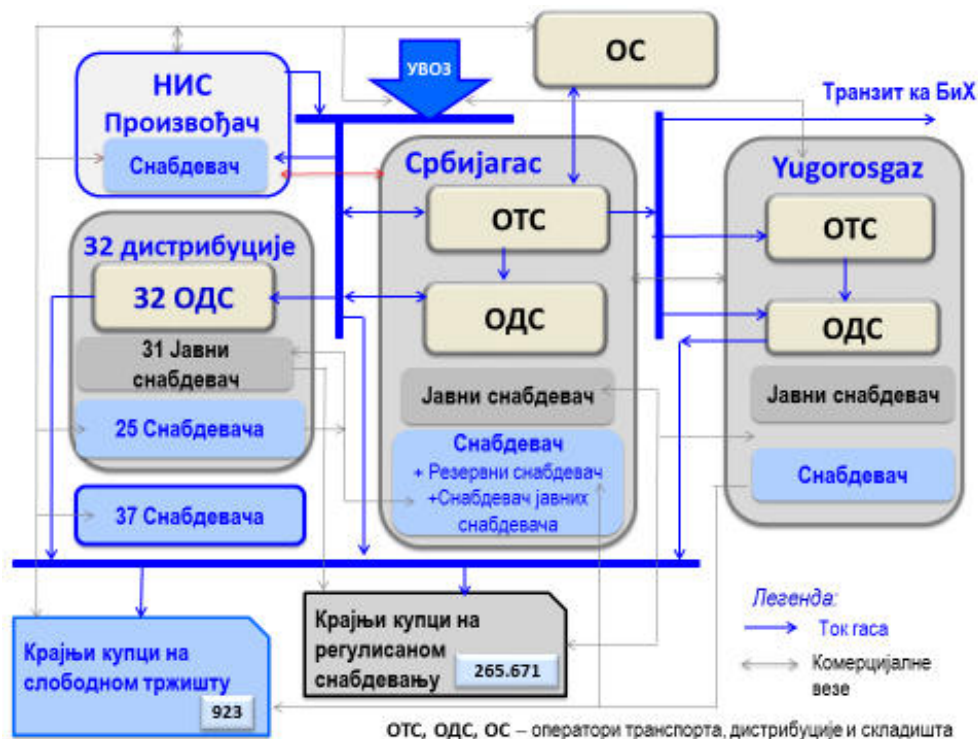 ОС
УВОЗ
НИС
Произвођач
Снабдевач
Транзит ка БиХ
Србијагас
ОТС
ОДС
Јавни снабдевач
Снабдевач
+ Резервни снабдевач
+Снабдевач јавних
снабдевача
Yugorosgaz
ОТС
ОДС
Јавни снабдевач
Снабдевач
32 дистрибуције
32 ОДС
31 Јавни
снабдевач
25 Снабдевача
37 Снабдевача
Крајњи купци на
слободном тржишту
923
Крајњи купци на
регулисаном
снабдевању
265.671
Легенда:
Ток гаса
Комерцијалне
везе
ОТС, ОДС, ОС – оператори транспорта, дистрибуције и складишта